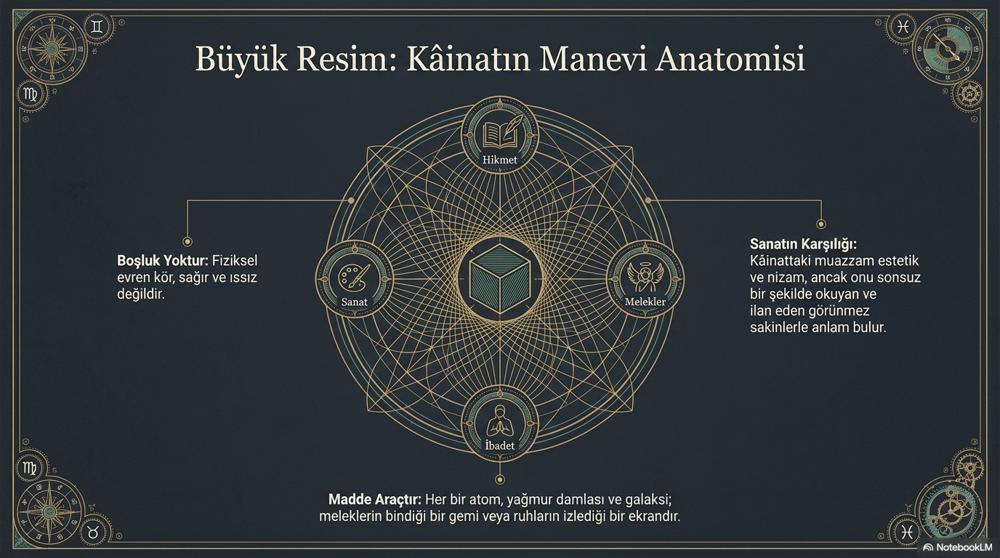 Büyük Resim: Kâinatın Manevi Anatomisi
Hikmet
Sanat
Melekler
İbadet
Boşluk Yoktur: Fiziksel
evren kör, sağır ve ıssız
değildir.
Sanatın Karşılığı:
Kâinattaki muazzam estetik
ve nizam, ancak onu sonsuz
bir şekilde okuyan ve
ilan eden görünmez
sakinlerle anlam bulur.
Madde Araçtır: Her bir atom, yağmur damlası ve galaksi;
meleklerin bindiği bir gemi veya ruhların izlediği bir ekrandır.
NotebookLM